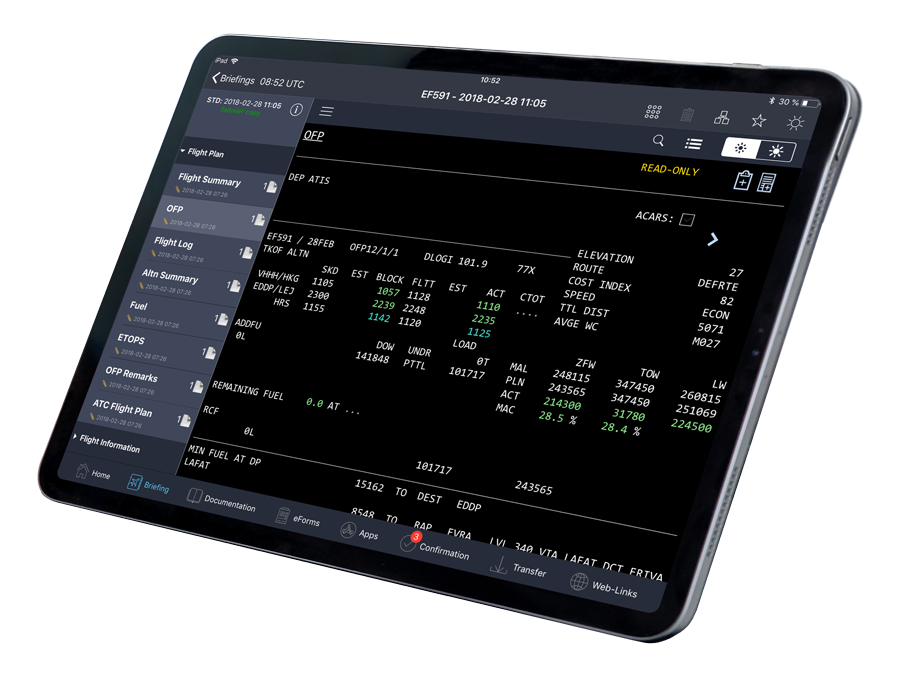 iPad
10:52
30 %
Briefings 08:52 UTC
EF591 - 2018-02-28 11:05
STD: 2018-02-28 11:05
Flight Plan
Flight Summary 1
2018-02-28 07:26
OFP 1
2018-02-28 07:26
Flight Log 1
2018-02-28 07:26
Altn Summary 1
2018-02-28 07:26
Fuel 1
2018-02-28 07:26
ETOPS 1
2018-02-28 07:26
OFP Remarks 1
2018-02-28 07:26
ATC Flight Plan 1
2018-02-28 07:26
Flight Information
OFP
READ-ONLY
DEP ATIS
ACARS:
EF591 / 28FEB OFP12/1/1 DLOGI 101.9 77X
TKOF ALTN
ELEVATION 27
ROUTE DEFRTE
COST INDEX 82
SPEED ECON
TTL DIST 5071
AVGE WC M027
SKD EST BLOCK FLTT EST ACT CTOT
VHHH/HKG 1105 1057 1128 1110 ....
EDDP/LEJ 2300 2239 2248 2235
HRS 1155 1142 1120 1125
ADDFU DOW UNDR LOAD MAL ZFW TOW LW
0L 141848 PTTL 101717 0T PLN 248115 347450 260815
ACT 243565 347450 251069
MAC 214300 31780 224500
28.5 % 28.4 %
REMAINING FUEL 0.0 AT ...
RCF
0L 101717 243565
MIN FUEL AT DP 15162 TO DEST EDDP
LAFAT 8548 TO RAP EVRA LVL 340 VIA LAFAT DCT ERIVA
Home
Briefing
Documentation
eForms
Apps
3
Confirmation
Transfer
Web-Links